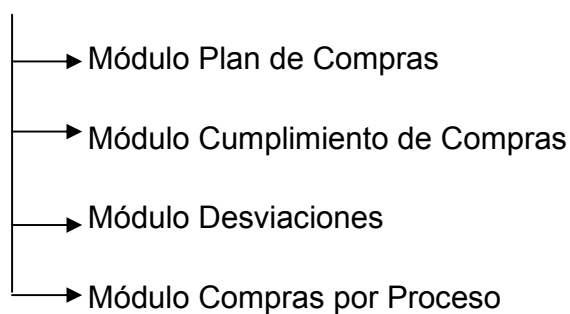 Módulo Plan de Compras
Módulo Cumplimiento de Compras
Módulo Desviaciones
Módulo Compras por Proceso